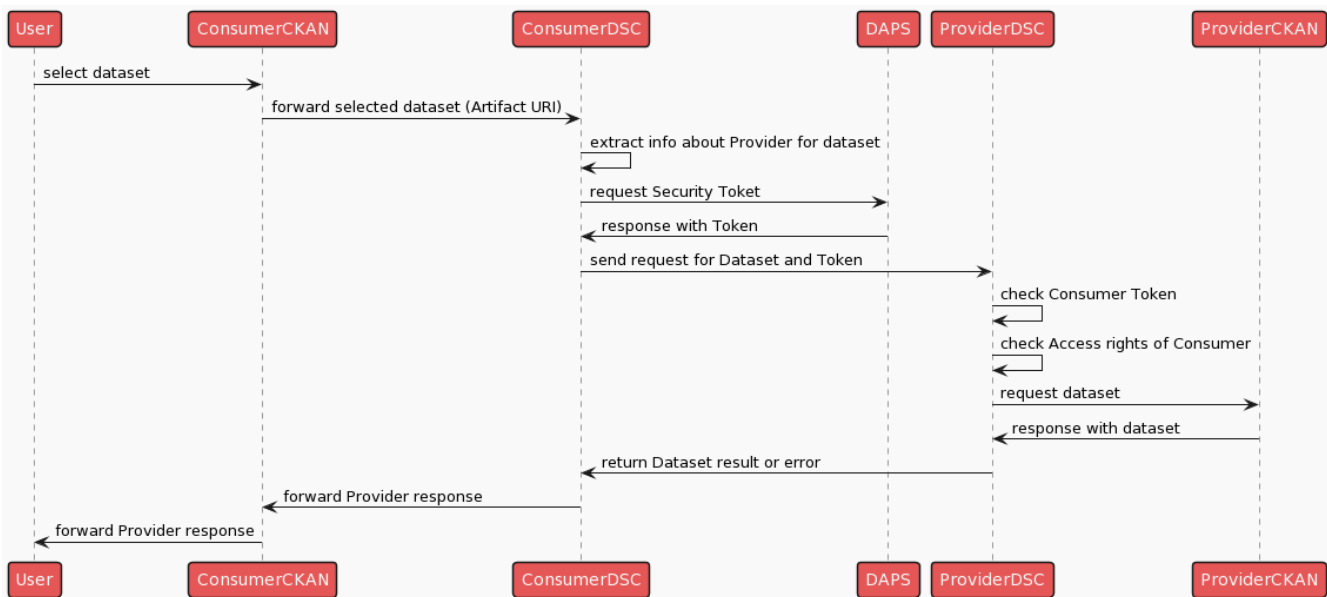 User ConsumerCKAN ConsumerDSC DAPS ProviderDSC ProviderCKAN
select dataset
forward selected dataset (Artifact URI)
extract info about Provider for dataset
request Security Toket
response with Token
send request for Dataset and Token
check Consumer Token
check Access rights of Consumer
request dataset
response with dataset
return Dataset result or error
forward Provider response
forward Provider response
User ConsumerCKAN ConsumerDSC DAPS ProviderDSC ProviderCKAN